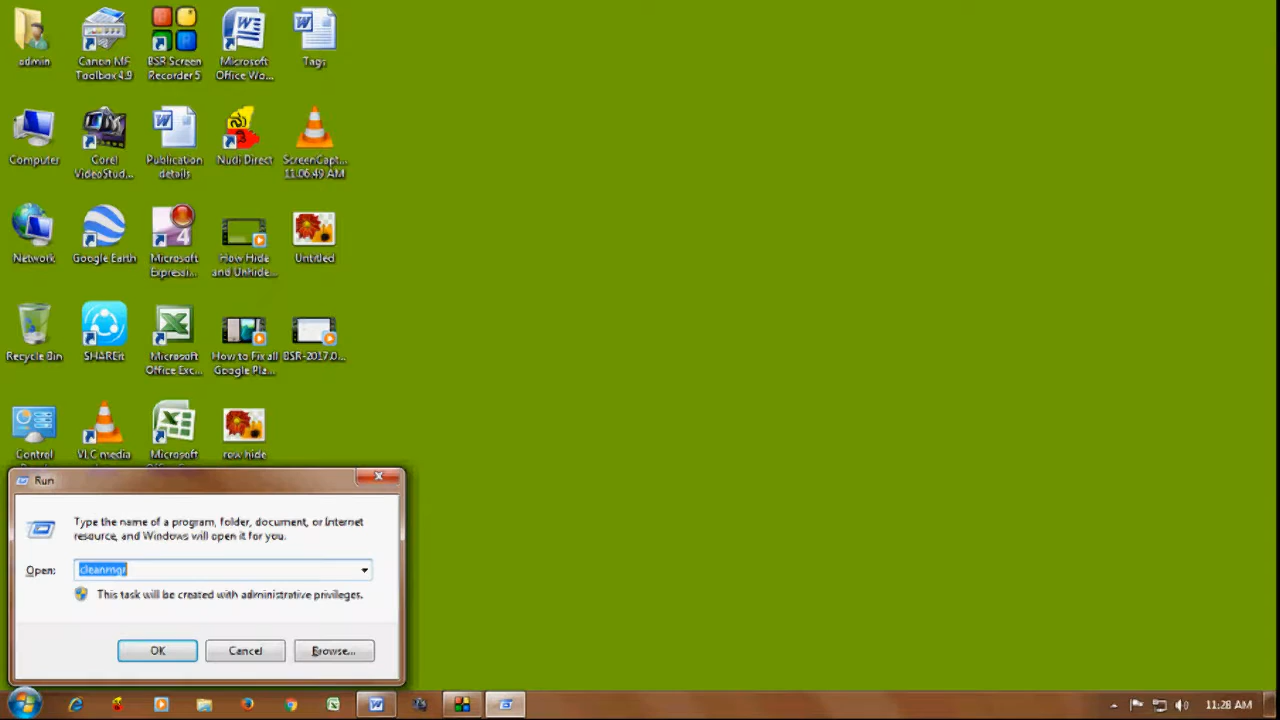 admin
Canon MF
Toolbox 4.9
BSR Screen
Recorder 5
Microsoft
Office Wo...
Tags
Computer
Corel
VideoStud...
Publication
details
Nudi Direct
ScreenCapt...
11:06:49 AM
Network
Google Earth
Microsoft
Expressi...
How Hide
and Unhide...
Untitled
Recycle Bin
SHAREit
Microsoft
Office Exc...
How to Fix all
Google Pla...
BSR-2017.0...
Control
VLC media
Microsoft
row hide
Run
Type the name of a program, folder, document, or Internet
resource, and Windows will open it for you.
Open:
cleanmgr
This task will be created with administrative privileges.
OK
Cancel
Browse...
11:28 AM